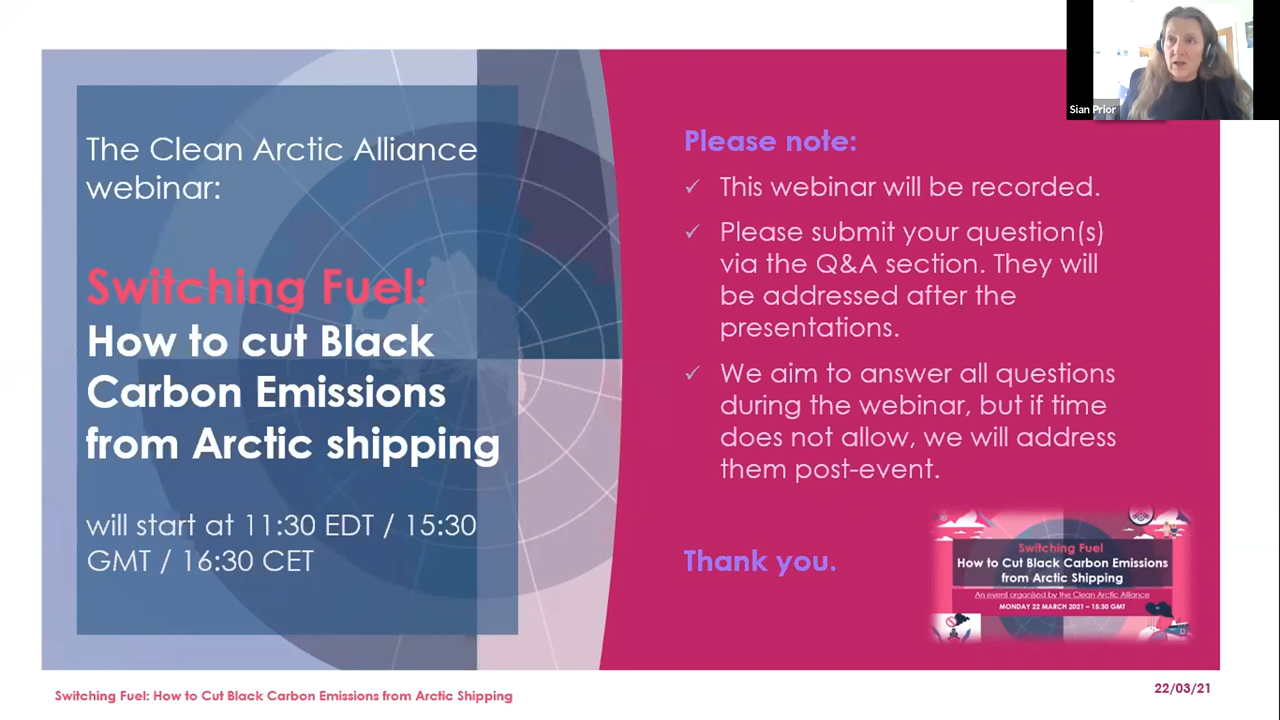 The Clean Arctic Alliance
webinar:
Switching Fuel:
How to cut Black
Carbon Emissions
from Arctic shipping
will start at 11:30 EDT / 15:30
GMT / 16:30 CET
Please note:
✓ This webinar will be recorded.
✓ Please submit your question(s)
via the Q&A section. They will
be addressed after the
presentations.
✓ We aim to answer all questions
during the webinar, but if time
does not allow, we will address
them post-event.
Thank you.
Switching Fuel
How to Cut Black Carbon Emissions
from Arctic Shipping
An event organised by the Clean Arctic Alliance
MONDAY 22 MARCH 2021 – 15:30 GMT
Sian Prior
Switching Fuel: How to Cut Black Carbon Emissions from Arctic Shipping
22/03/21